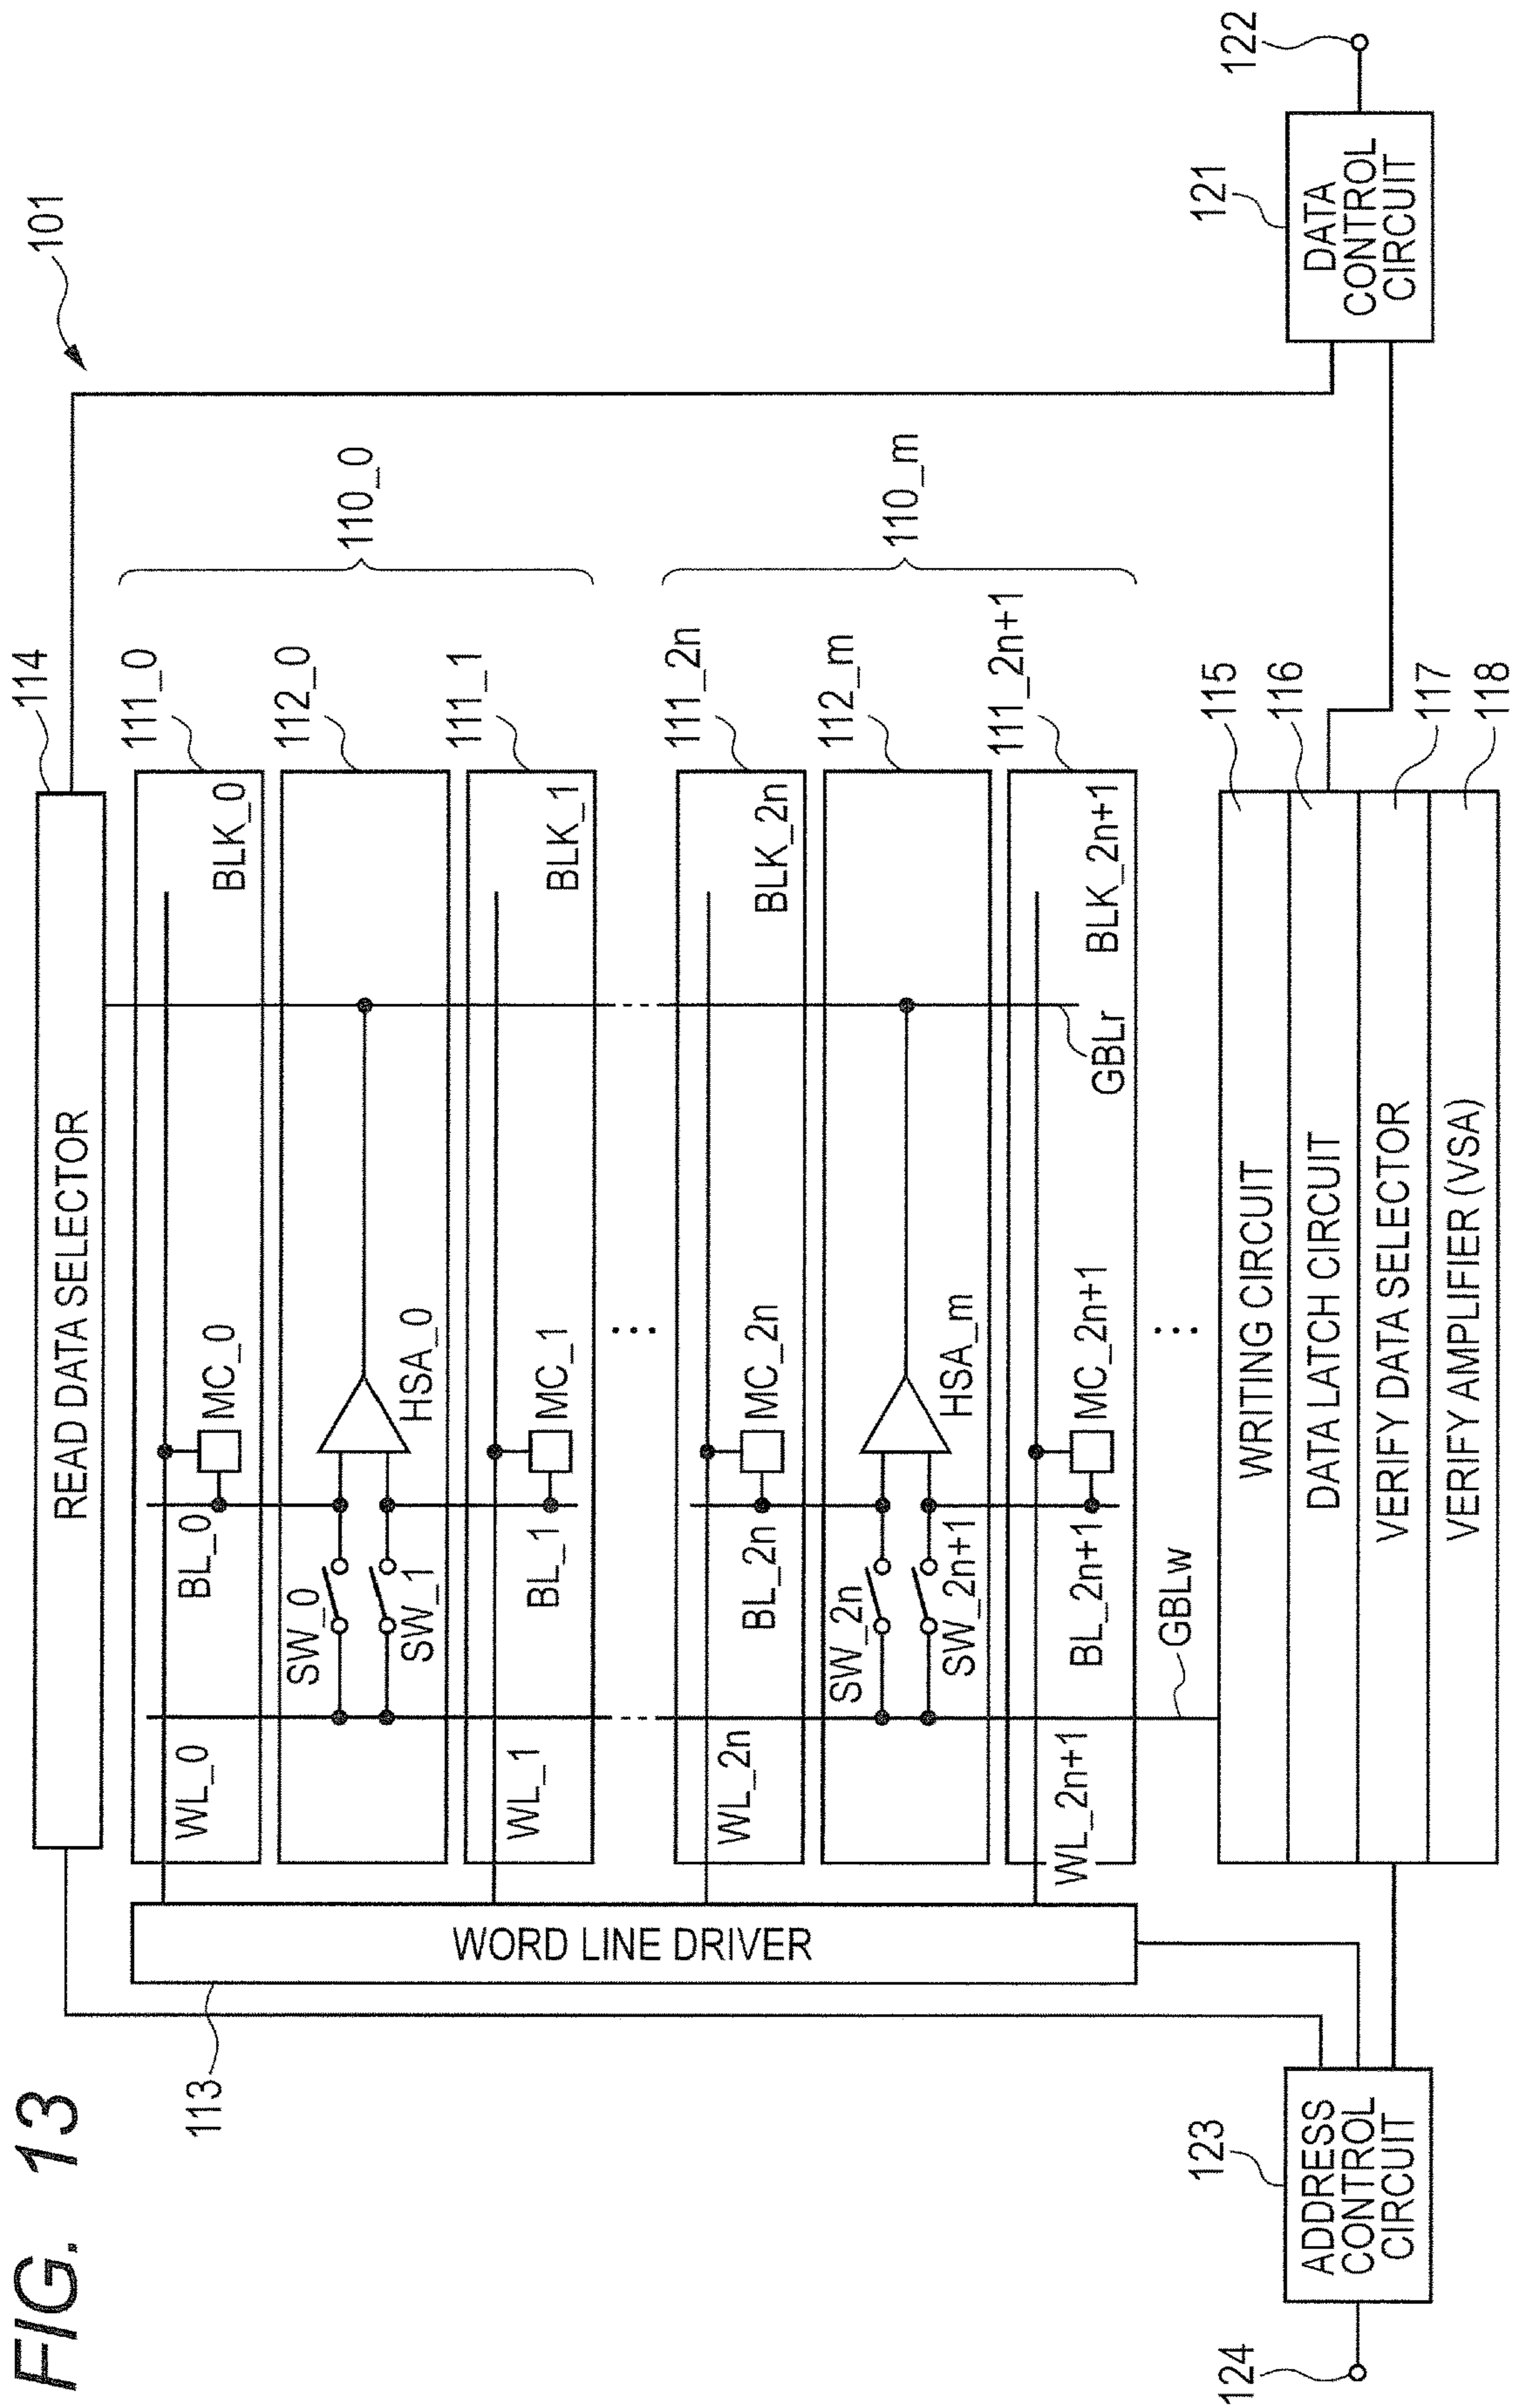 FIG. 13
101
114
READ DATA SELECTOR
111_0
BLK_0
WL_0
BL_0
MC_0
112_0
SW_0
SW_1
HSA_0
110_0
111_1
BLK_1
WL_1
BL_1
MC_1
...
111_2n
BLK_2n
WL_2n
BL_2n
MC_2n
112_m
SW_2n
SW_2n+1
HSA_m
110_m
111_2n+1
BLK_2n+1
WL_2n+1
BL_2n+1
MC_2n+1
GBLr
GBLw
...
113
WORD LINE DRIVER
115
WRITING CIRCUIT
116
DATA LATCH CIRCUIT
117
VERIFY DATA SELECTOR
118
VERIFY AMPLIFIER (VSA)
123
ADDRESS
CONTROL
CIRCUIT
124
121
DATA
CONTROL
CIRCUIT
122